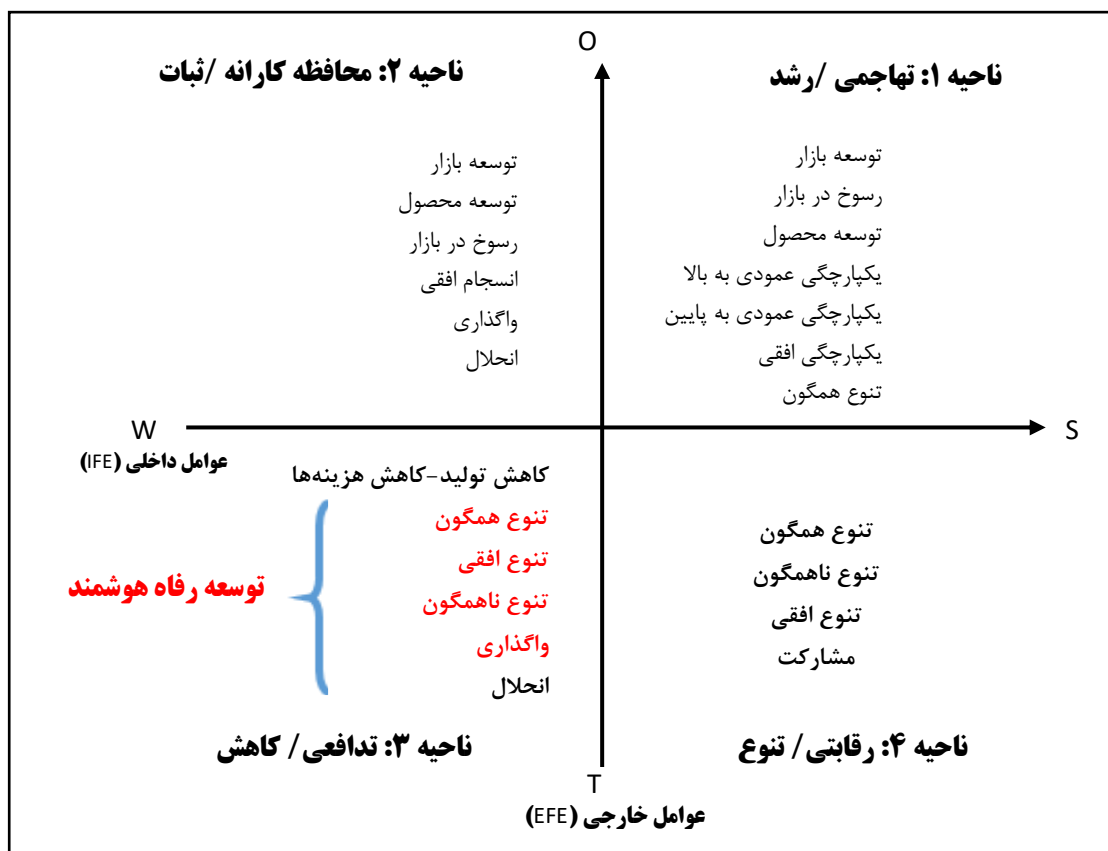 O
ناحیه ۱: تهاجمی /رشد
توسعه بازار
رسوخ در بازار
توسعه محصول
یکپارچگی عمودی به بالا
یکپارچگی عمودی به پایین
یکپارچگی افقی
تنوع همگون
ناحیه ۲: محافظه کارانه /ثبات
توسعه بازار
توسعه محصول
رسوخ در بازار
انسجام افقی
واگذاری
انحلال
S
W
عوامل داخلی (IFE)
کاهش تولید-کاهش هزینه‌ها
تنوع همگون
تنوع افقی
تنوع ناهمگون
واگذاری
انحلال
توسعه رفاه هوشمند
ناحیه ۳: تدافعی/ کاهش
تنوع همگون
تنوع ناهمگون
تنوع افقی
مشارکت
ناحیه ۴: رقابتی/ تنوع
T
عوامل خارجی (EFE)